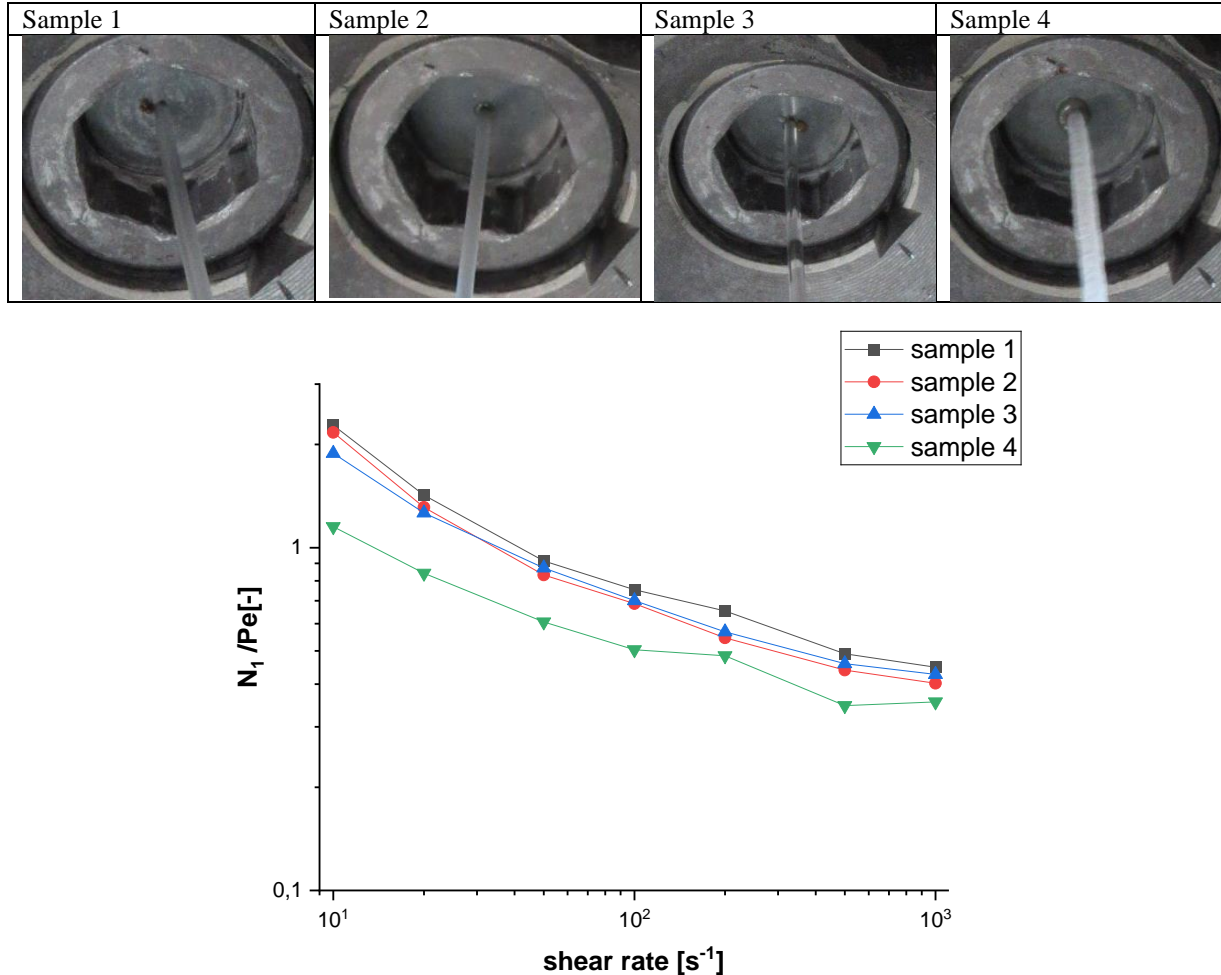 Sample 1 Sample 2 Sample 3 Sample 4
sample 1
sample 2
sample 3
sample 4
1
0,1
N₁ /Pe[-]
10¹ 10² 10³
shear rate [s⁻¹]